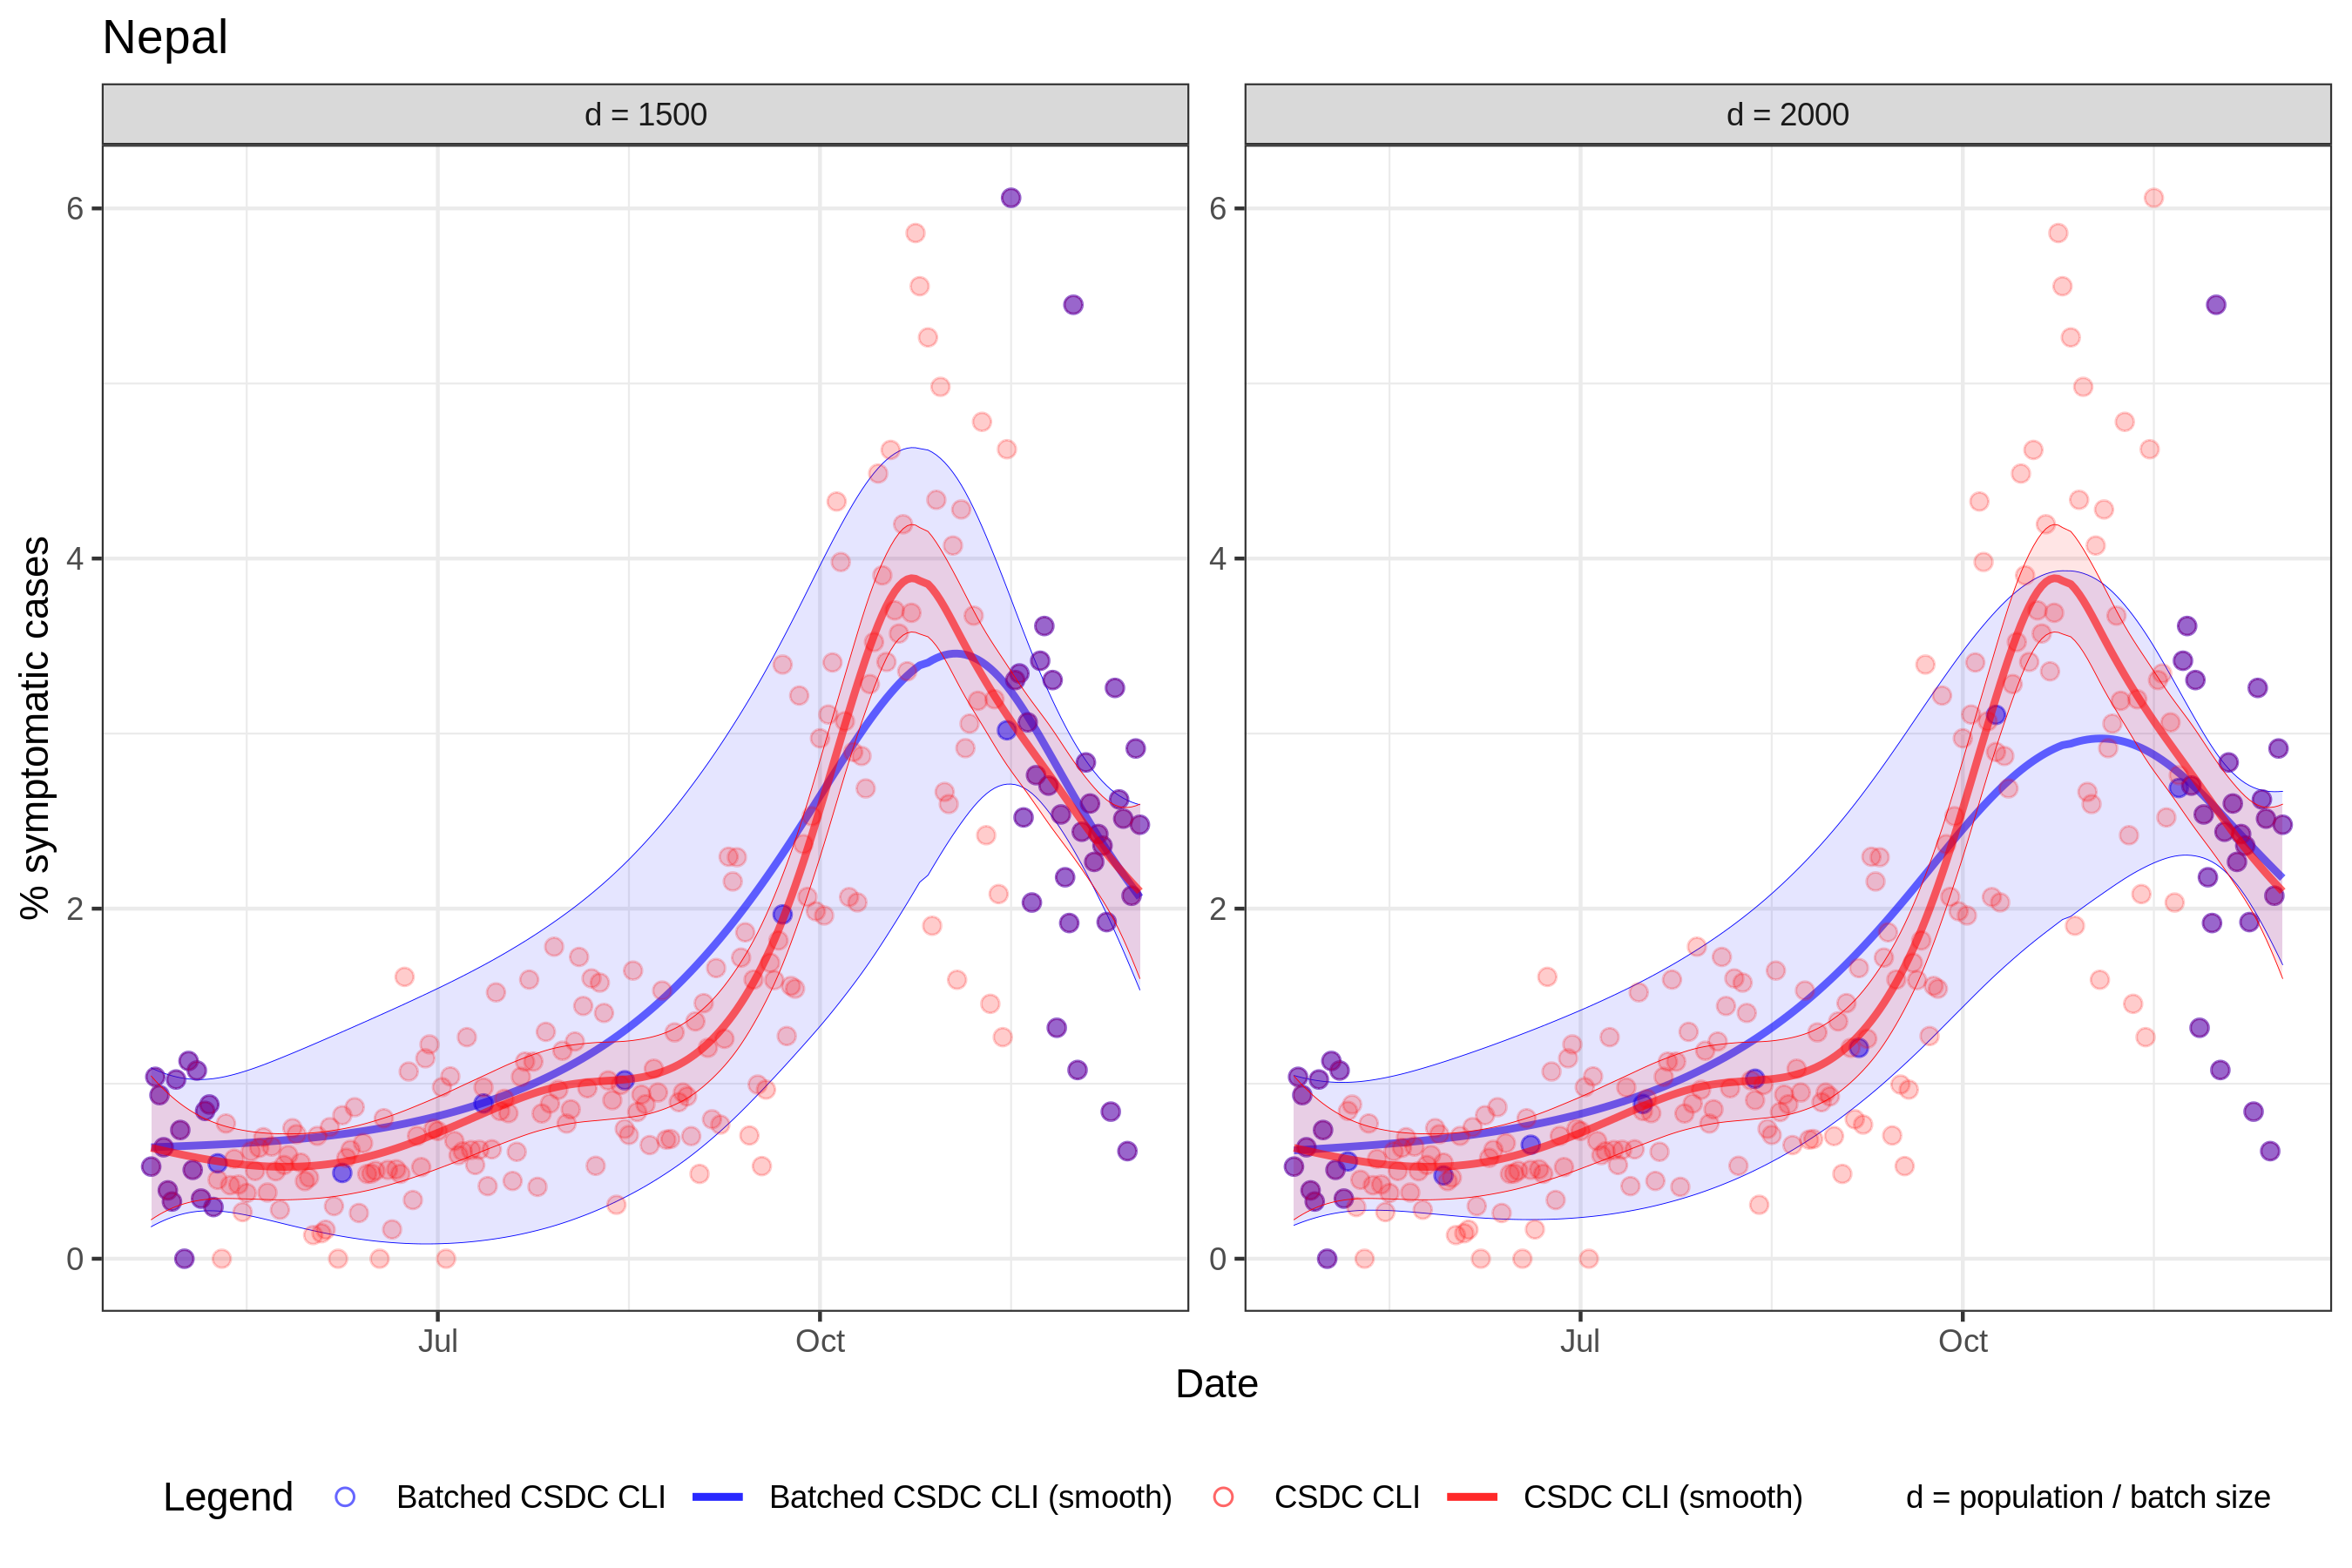 Nepal
d = 1500
d = 2000
% symptomatic cases
6
4
2
0
6
4
2
0
Jul
Oct
Jul
Oct
Date
Legend
Batched CSDC CLI
Batched CSDC CLI (smooth)
CSDC CLI
CSDC CLI (smooth)
d = population / batch size